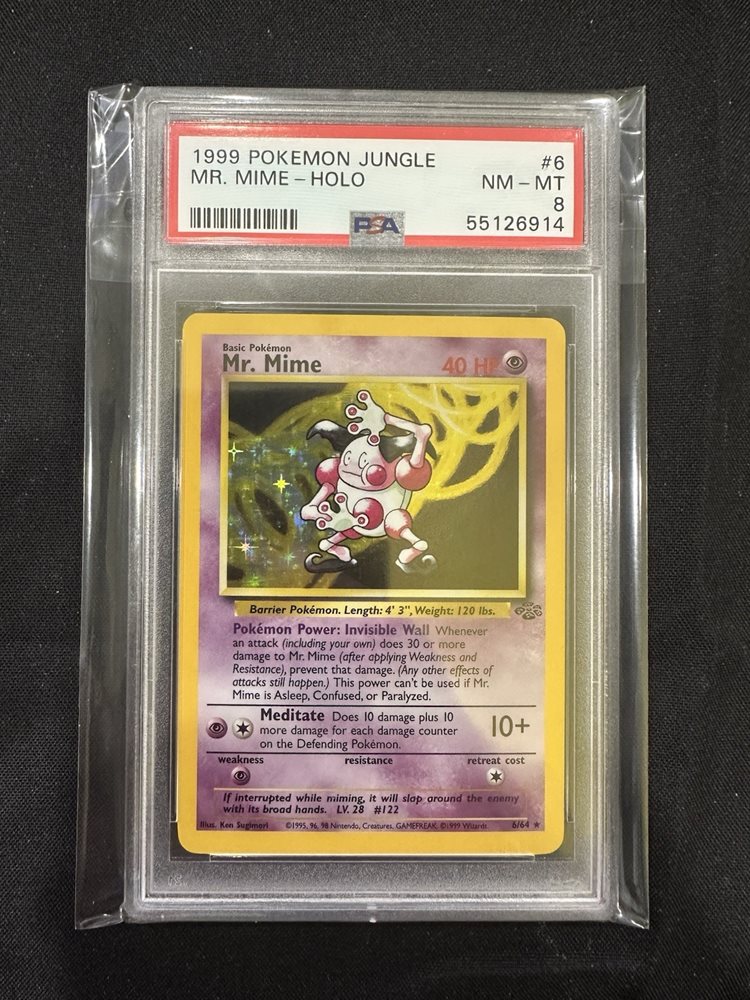 1999 POKEMON JUNGLE #6
MR. MIME - HOLO NM - MT
8
PSA 55126914
Basic Pokémon
Mr. Mime 40 HP
Barrier Pokémon. Length: 4' 3", Weight: 120 lbs.
Pokémon Power: Invisible Wall Whenever
an attack (including your own) does 30 or more
damage to Mr. Mime (after applying Weakness and
Resistance), prevent that damage. (Any other effects of
attacks still happen.) This power can't be used if Mr.
Mime is Asleep, Confused, or Paralyzed.
Meditate Does 10 damage plus 10
more damage for each damage counter 10+
on the Defending Pokémon.
weakness resistance retreat cost
If interrupted while miming, it will slap around the enemy
with its broad hands. LV. 28 #122
Illus. Ken Sugimori ©1995, 96, 98 Nintendo, Creatures, GAMEFREAK. ©1999 Wizards. 6/64 ★